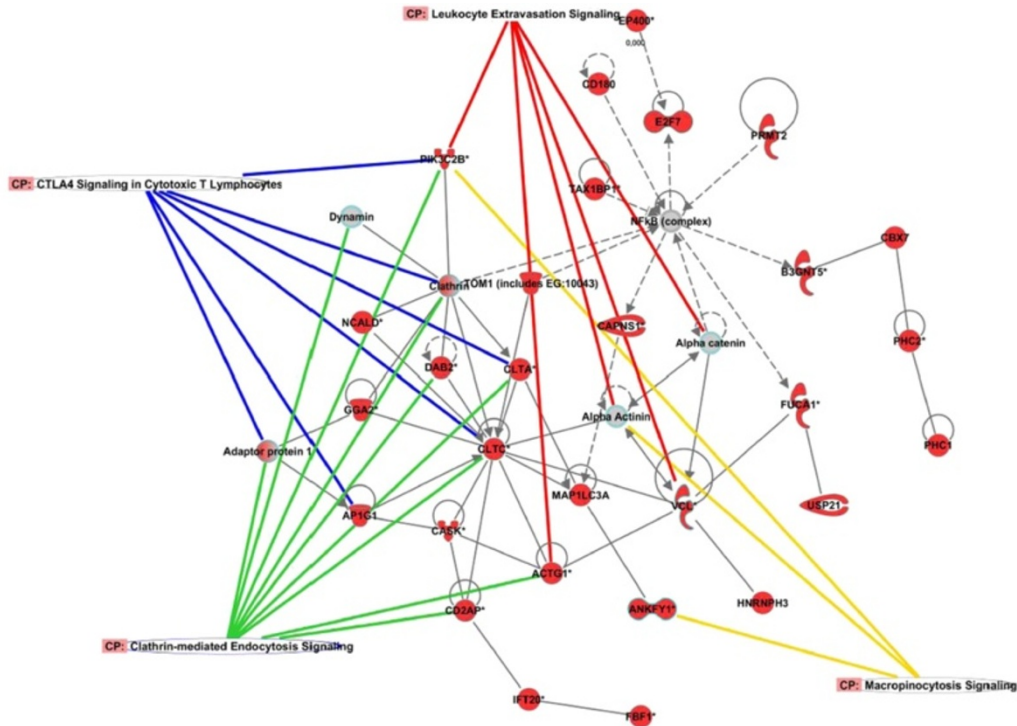 CP: Leukocyte Extravasation Signaling
EP400*
0,000
CD180
E2F7
PRMT2
PIK3C2B*
CP: CTLA4 Signaling in Cytotoxic T Lymphocytes
TAX1BP1*
Dynamin
NFkB (complex)
CBX7
B3GNT5*
Clathrin
TOM1 (includes EG:10043)
NCALD*
CAPNS1*
PHC2*
Alpha catenin
DAB2*
CLTA*
GGA2*
FUCA1*
Alpha Actinin
Adaptor protein 1
CLTC*
PHC1
MAP1LC3A
VCL*
USP21
AP1G1
CASK*
ACTG1*
CD2AP*
ANKFY1*
HNRNPH3
CP: Clathrin-mediated Endocytosis Signaling
CP: Macropinocytosis Signaling
IFT20*
FBF1*